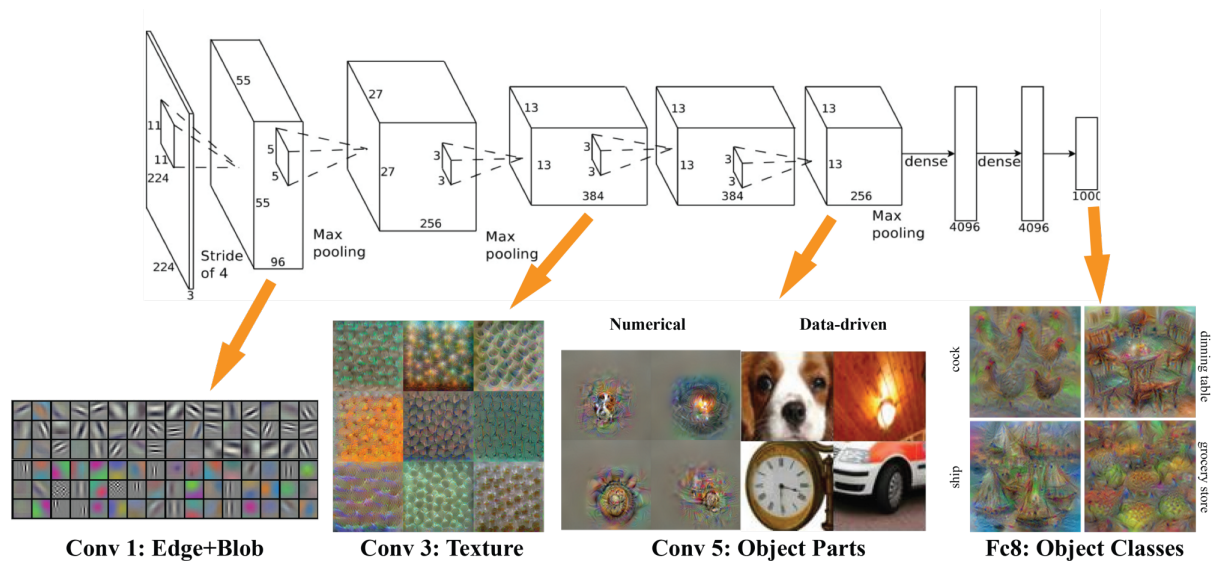 55
27
13
13
13
11
5
3
3
3
11
5
27
3
13
3
13
3
13
dense
dense
224
55
384
384
256
1000
256
Max
pooling
4096
4096
Max
pooling
Max
pooling
224
Stride
of 4
96
3
Numerical
Data-driven
cock
dinning table
ship
grocery store
Conv 1: Edge+Blob
Conv 3: Texture
Conv 5: Object Parts
Fc8: Object Classes